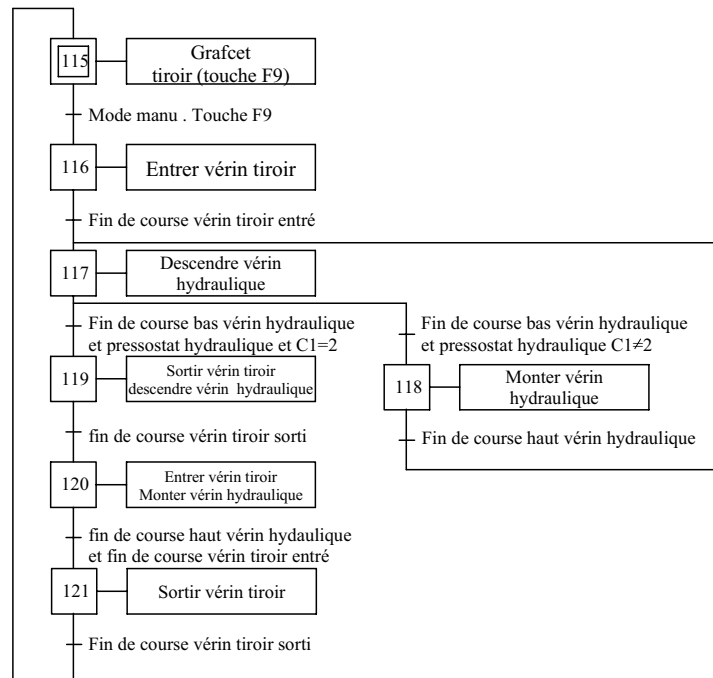 115
Grafcet
tiroir (touche F9)
Mode manu . Touche F9
116
Entrer vérin tiroir
Fin de course vérin tiroir entré
117
Descendre vérin
hydraulique
Fin de course bas vérin hydraulique
et pressostat hydraulique et C1=2
Fin de course bas vérin hydraulique
et pressostat hydraulique C1≠2
119
Sortir vérin tiroir
descendre vérin hydraulique
118
Monter vérin
hydraulique
fin de course vérin tiroir sorti
Fin de course haut vérin hydraulique
120
Entrer vérin tiroir
Monter vérin hydraulique
fin de course haut vérin hydaulique
et fin de course vérin tiroir entré
121
Sortir vérin tiroir
Fin de course vérin tiroir sorti